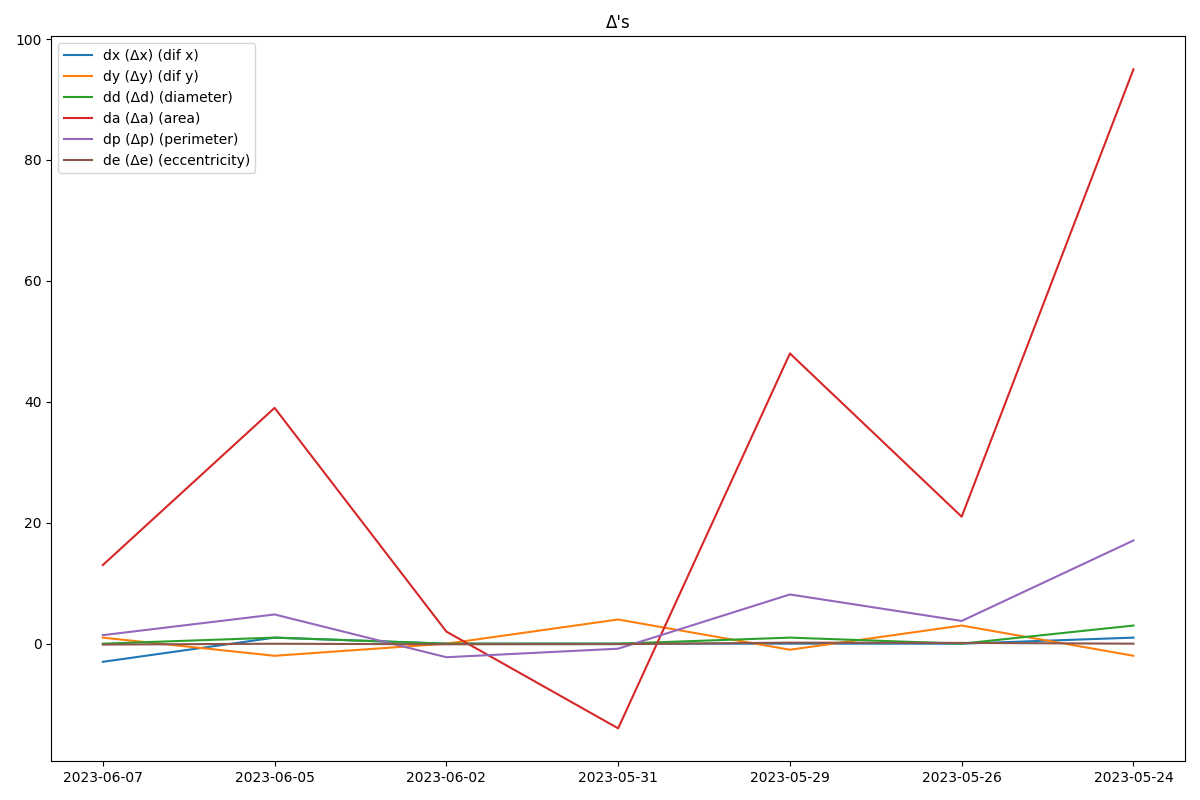 Δ's
100
80
60
40
20
0
dx (Δx) (dif x)
dy (Δy) (dif y)
dd (Δd) (diameter)
da (Δa) (area)
dp (Δp) (perimeter)
de (Δe) (eccentricity)
2023-06-07 2023-06-05 2023-06-02 2023-05-31 2023-05-29 2023-05-26 2023-05-24